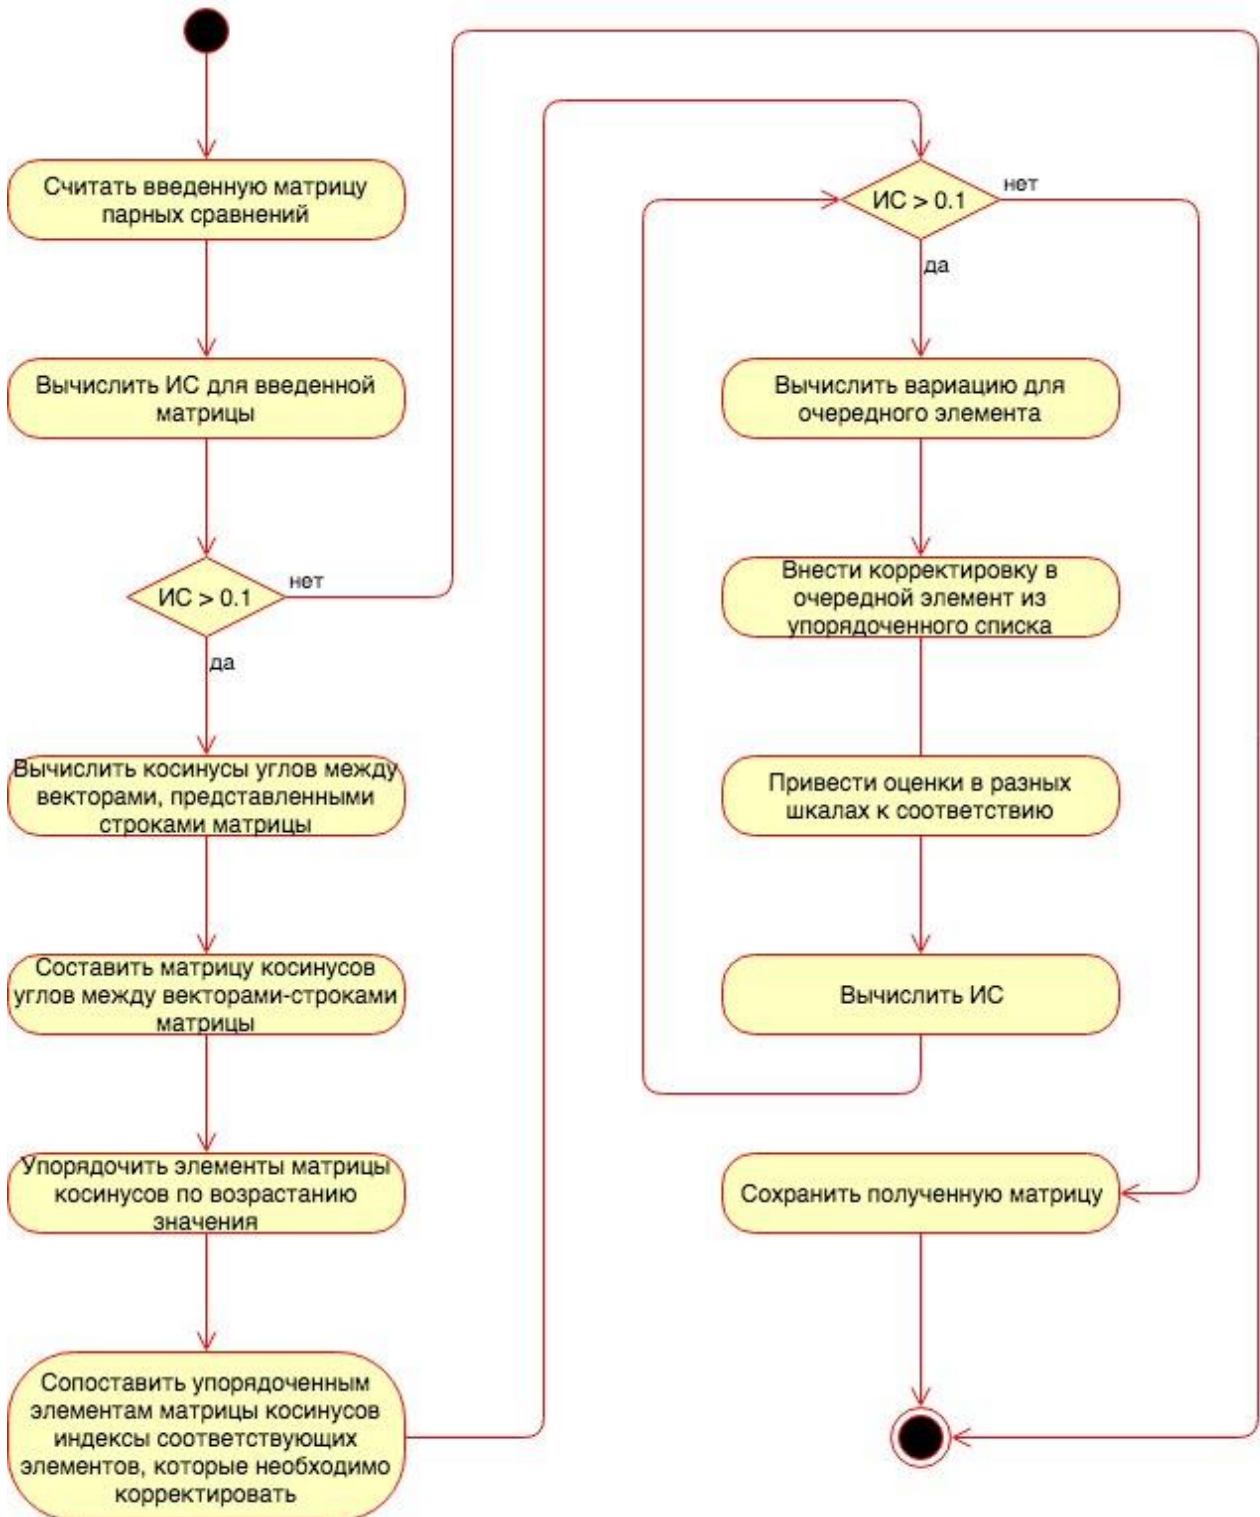 Считать введенную матрицу
парных сравнений
Вычислить ИС для введенной
матрицы
ИС > 0.1
нет
да
Вычислить косинусы углов между
векторами, представленными
строками матрицы
Составить матрицу косинусов
углов между векторами-строками
матрицы
Упорядочить элементы матрицы
косинусов по возрастанию
значения
Сопоставить упорядоченным
элементам матрицы косинусов
индексы соответствующих
элементов, которые необходимо
корректировать
ИС > 0.1
нет
да
Вычислить вариацию для
очередного элемента
Внести корректировку в
очередной элемент из
упорядоченного списка
Привести оценки в разных
шкалах к соответствию
Вычислить ИС
Сохранить полученную матрицу